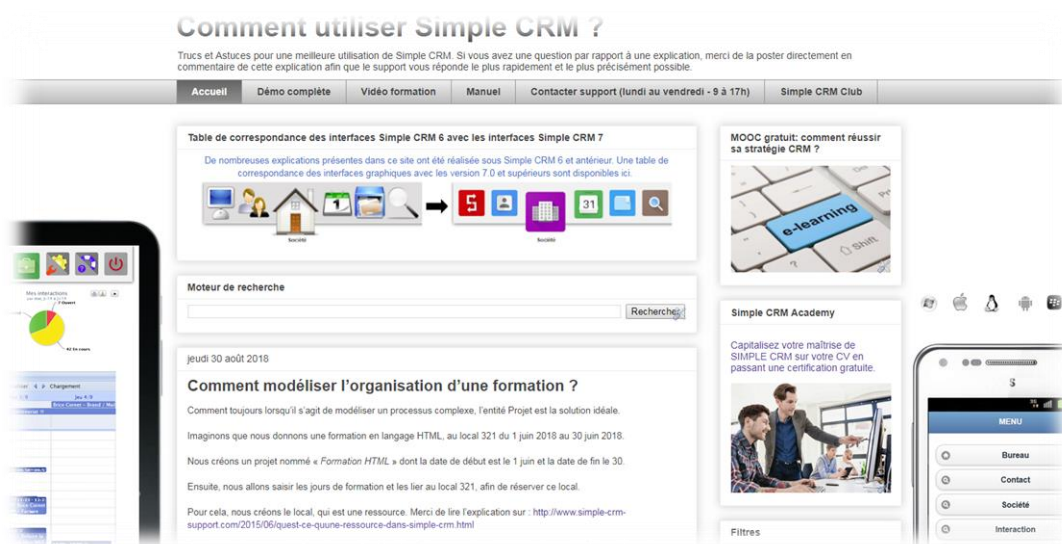 Comment utiliser Simple CRM ?
Trucs et Astuces pour une meilleure utilisation de Simple CRM. Si vous avez une question par rapport à une explication, merci de la poster directement en
commentaire de cette explication afin que le support vous réponde le plus rapidement et le plus précisément possible.
Accueil Démo complète Vidéo formation Manuel Contacter support (lundi au vendredi - 9 à 17h) Simple CRM Club
Table de correspondance des interfaces Simple CRM 6 avec les interfaces Simple CRM 7
De nombreuses explications présentes dans ce site ont été réalisée sous Simple CRM 6 et antérieur. Une table de
correspondance des interfaces graphiques avec les version 7.0 et supérieurs sont disponibles ici.
1
31
Société
Société
Moteur de recherche
Rechercher
jeudi 30 août 2018
Comment modéliser l'organisation d'une formation ?
Comment toujours lorsqu'il s'agit de modéliser un processus complexe, l'entité Projet est la solution idéale.
Imaginons que nous donnons une formation en langage HTML, au local 321 du 1 juin 2018 au 30 juin 2018.
Nous créons un projet nommé « Formation HTML » dont la date de début est le 1 juin et la date de fin le 30.
Ensuite, nous allons saisir les jours de formation et les lier au local 321, afin de réserver ce local.
Pour cela, nous créons le local, qui est une ressource. Merci de lire l'explication sur : http://www.simple-crm-
support.com/2015/06/quest-ce-quune-ressource-dans-simple-crm.html
MOOC gratuit: comment réussir
sa stratégie CRM ?
e-learning
Shift
Simple CRM Academy
Capitalisez votre maîtrise de
SIMPLE CRM sur votre CV en
passant une certification gratuite.
Filtres
Mes interactions
7 Ouvert
42 En cours
Chargement
MENU
Bureau
Contact
Société
Interaction